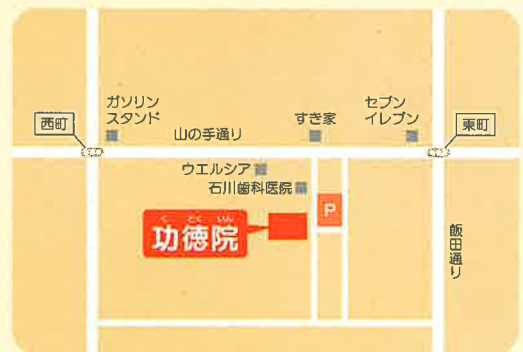 ガソリン
スタンド
すき家
セブン
イレブン
西町
東町
山の手通り
ウエルシア
石川歯科医院
P
くどくいん
功徳院
飯田通り